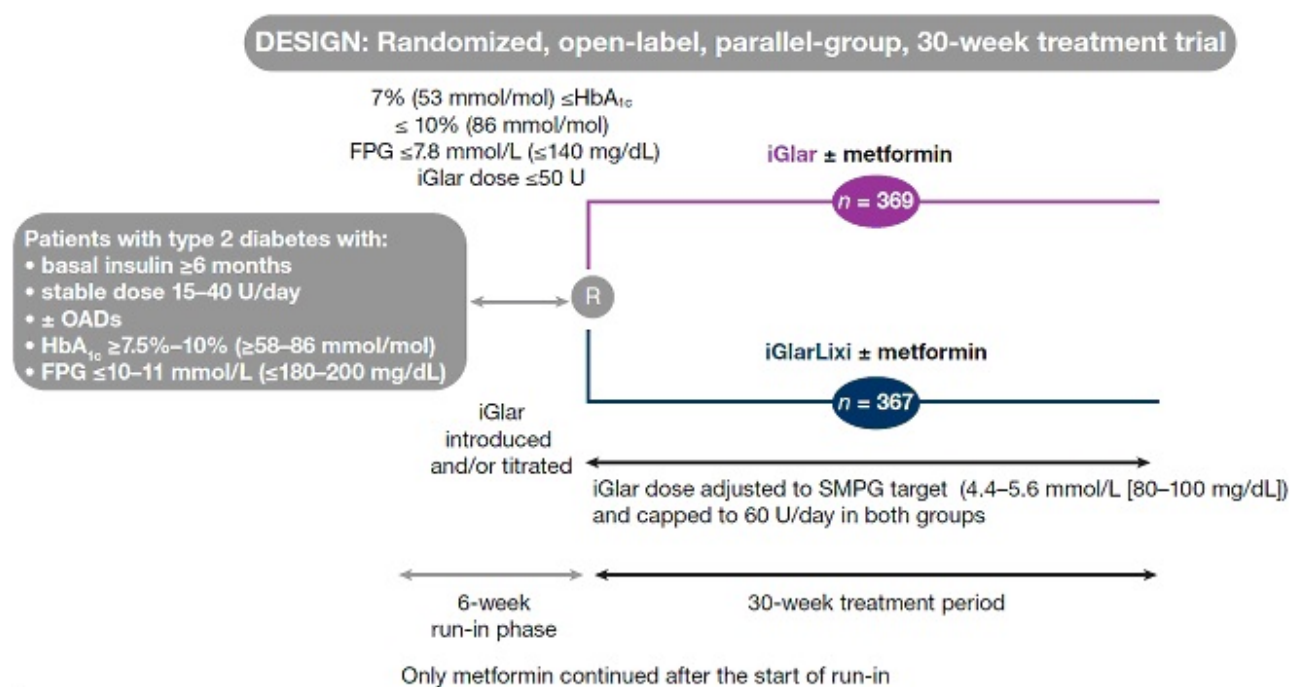 DESIGN: Randomized, open-label, parallel-group, 30-week treatment trial
7% (53 mmol/mol) ≤HbA1c
≤ 10% (86 mmol/mol)
FPG ≤7.8 mmol/L (≤140 mg/dL)
iGlar dose ≤50 U
iGlar ± metformin
n = 369
Patients with type 2 diabetes with:
• basal insulin ≥6 months
• stable dose 15–40 U/day
• ± OADs
• HbA1c ≥7.5%–10% (≥58–86 mmol/mol)
• FPG ≤10–11 mmol/L (≤180–200 mg/dL)
R
iGlarLixi ± metformin
n = 367
iGlar
introduced
and/or titrated
iGlar dose adjusted to SMPG target (4.4–5.6 mmol/L [80–100 mg/dL])
and capped to 60 U/day in both groups
6-week
run-in phase
30-week treatment period
Only metformin continued after the start of run-in